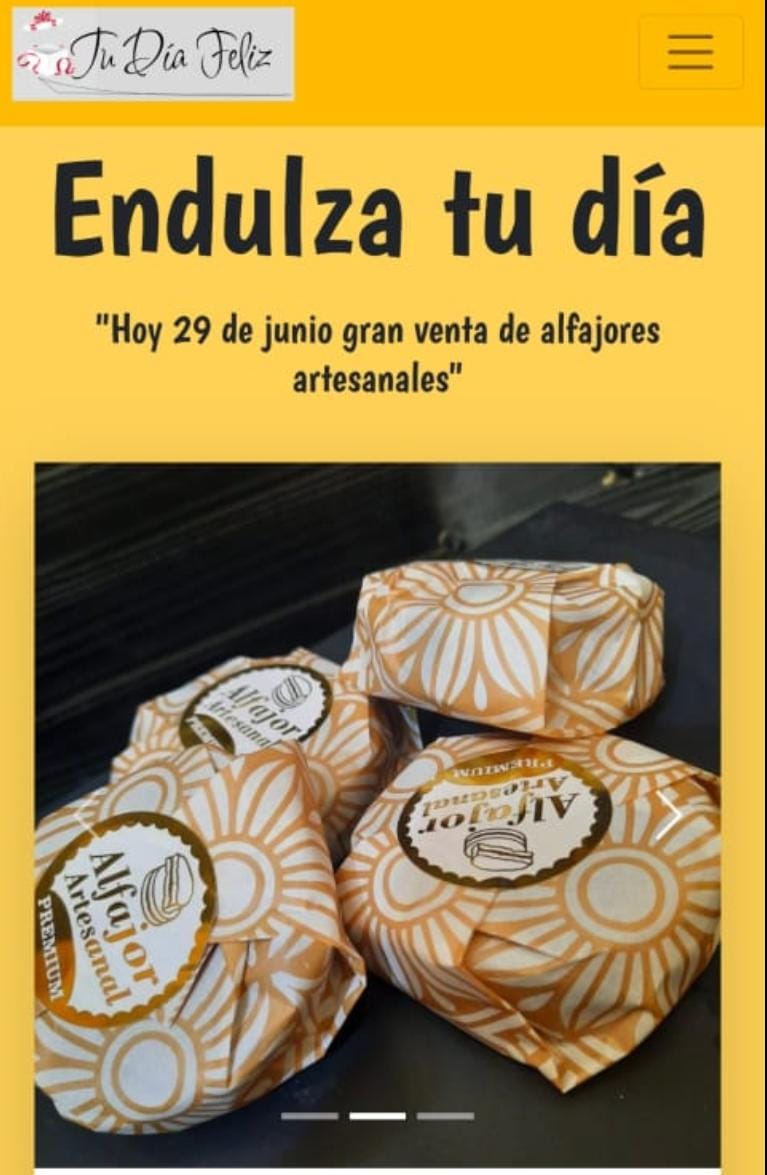 Tu Día Feliz
Endulza tu día
"Hoy 29 de junio gran venta de alfajores
artesanales"
Alfajor
Artesanal
Alfajor
Artesanal
PREMIUM
PREMIUM
Artesanal
Alfajor